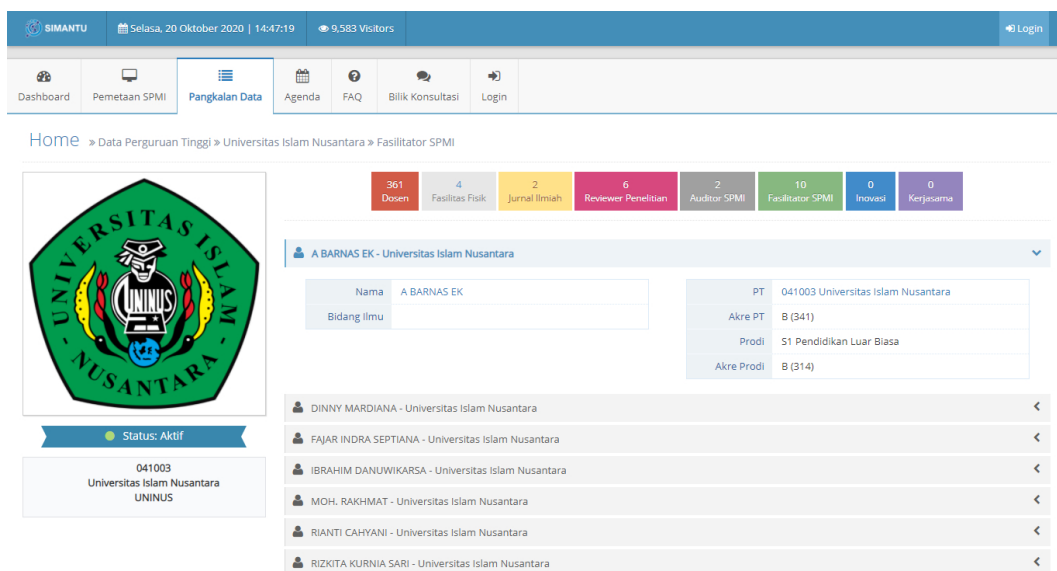 SIMANTU Selasa, 20 Oktober 2020 | 14:47:19 9,583 Visitors Login
Dashboard Pemetaan SPMI Pangkalan Data Agenda FAQ Bilik Konsultasi Login
Home » Data Perguruan Tinggi » Universitas Islam Nusantara » Fasilitator SPMI
361 4 2 6 2 10 0 0
Dosen Fasilitas Fisik Jurnal Ilmiah Reviewer Penelitian Auditor SPMI Fasilitator SPMI Inovasi Kerjasama
UNIVERSITAS ISLAM
- NUSANTARA -
UNINUS
Status: Aktif
041003
Universitas Islam Nusantara
UNINUS
A BARNAS EK - Universitas Islam Nusantara
Nama A BARNAS EK
Bidang Ilmu
PT 041003 Universitas Islam Nusantara
Akre PT B (341)
Prodi S1 Pendidikan Luar Biasa
Akre Prodi B (314)
DINNY MARDIANA - Universitas Islam Nusantara
FAJAR INDRA SEPTIANA - Universitas Islam Nusantara
IBRAHIM DANUWIKARSA - Universitas Islam Nusantara
MOH. RAKHMAT - Universitas Islam Nusantara
RIANTI CAHYANI - Universitas Islam Nusantara
RIZKITA KURNIA SARI - Universitas Islam Nusantara